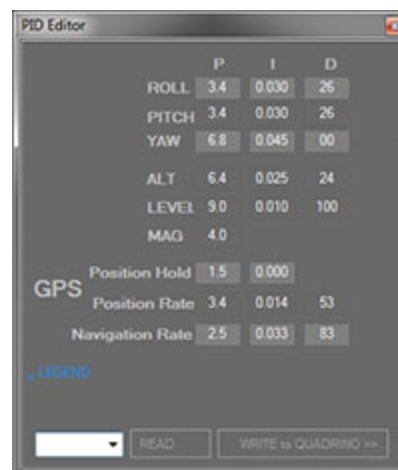 PID Editor
P I D
ROLL 3.4 0.030 26
PITCH 3.4 0.030 26
YAW 6.8 0.045 00
ALT 6.4 0.025 24
LEVEL 9.0 0.010 100
MAG 4.0
GPS
Position Hold 1.5 0.000
Position Rate 3.4 0.014 53
Navigation Rate 2.5 0.033 83
LEGEND
READ WRITE to QUADRINO >>